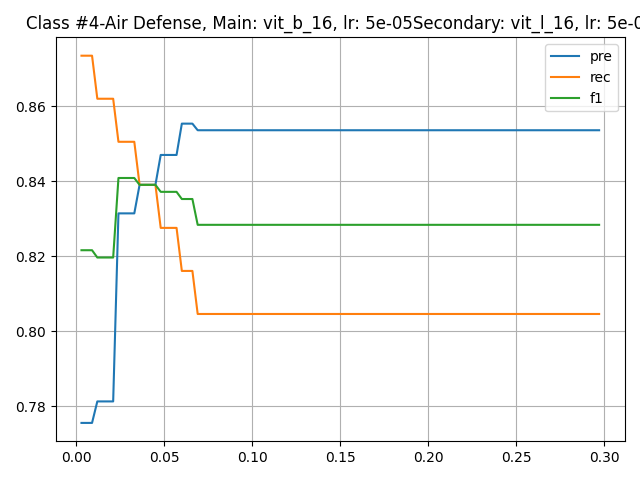 Class #4-Air Defense, Main: vit_b_16, lr: 5e-05Secondary: vit_l_16, lr: 5e-0
pre
rec
f1
0.86
0.84
0.82
0.80
0.78
0.00 0.05 0.10 0.15 0.20 0.25 0.30